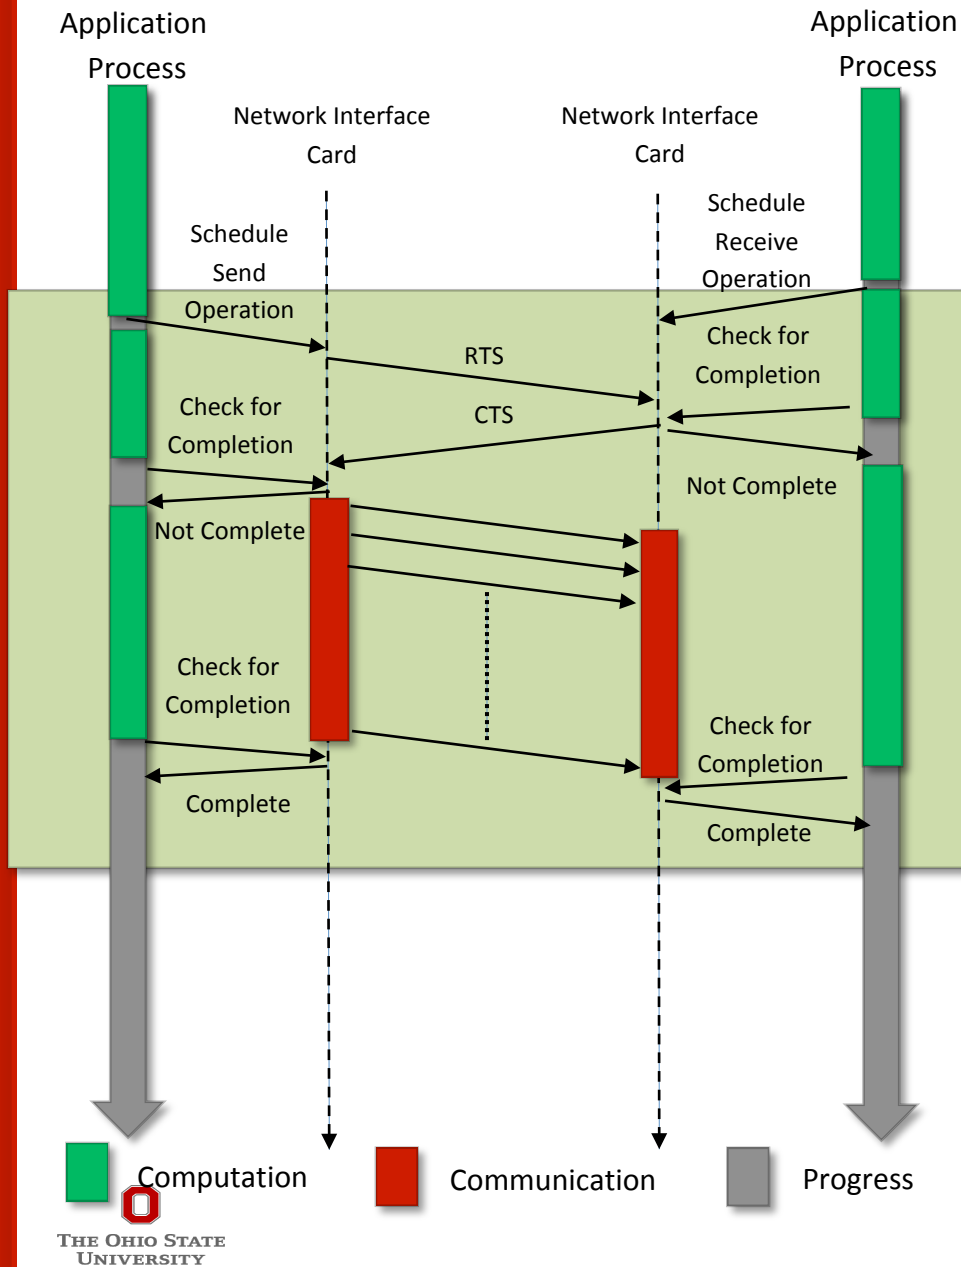 Application
Process
Application
Process
Network Interface
Card
Network Interface
Card
Schedule
Send
Operation
Schedule
Receive
Operation
RTS
Check for
Completion
Check for
Completion
CTS
Not Complete
Not Complete
Check for
Completion
Check for
Completion
Complete
Complete
Computation
Communication
Progress
THE OHIO STATE
UNIVERSITY